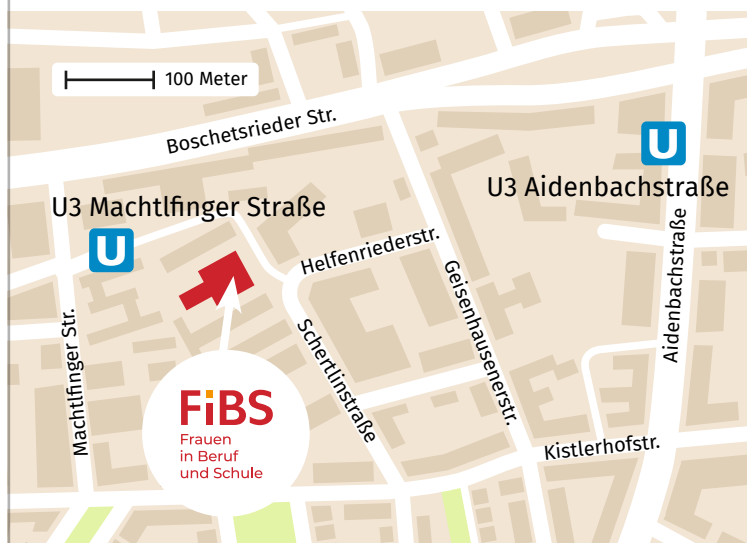 100 Meter
Boschetsrieder Str.
U
U3 Aidenbachstraße
U3 Machtlfinger Straße
U
Helfenriederstr.
Geisenhausenerstr.
Aidenbachstraße
Machtlfinger Str.
Schertlinstraße
FiBS
Frauen
in Beruf
und Schule
Kistlerhofstr.